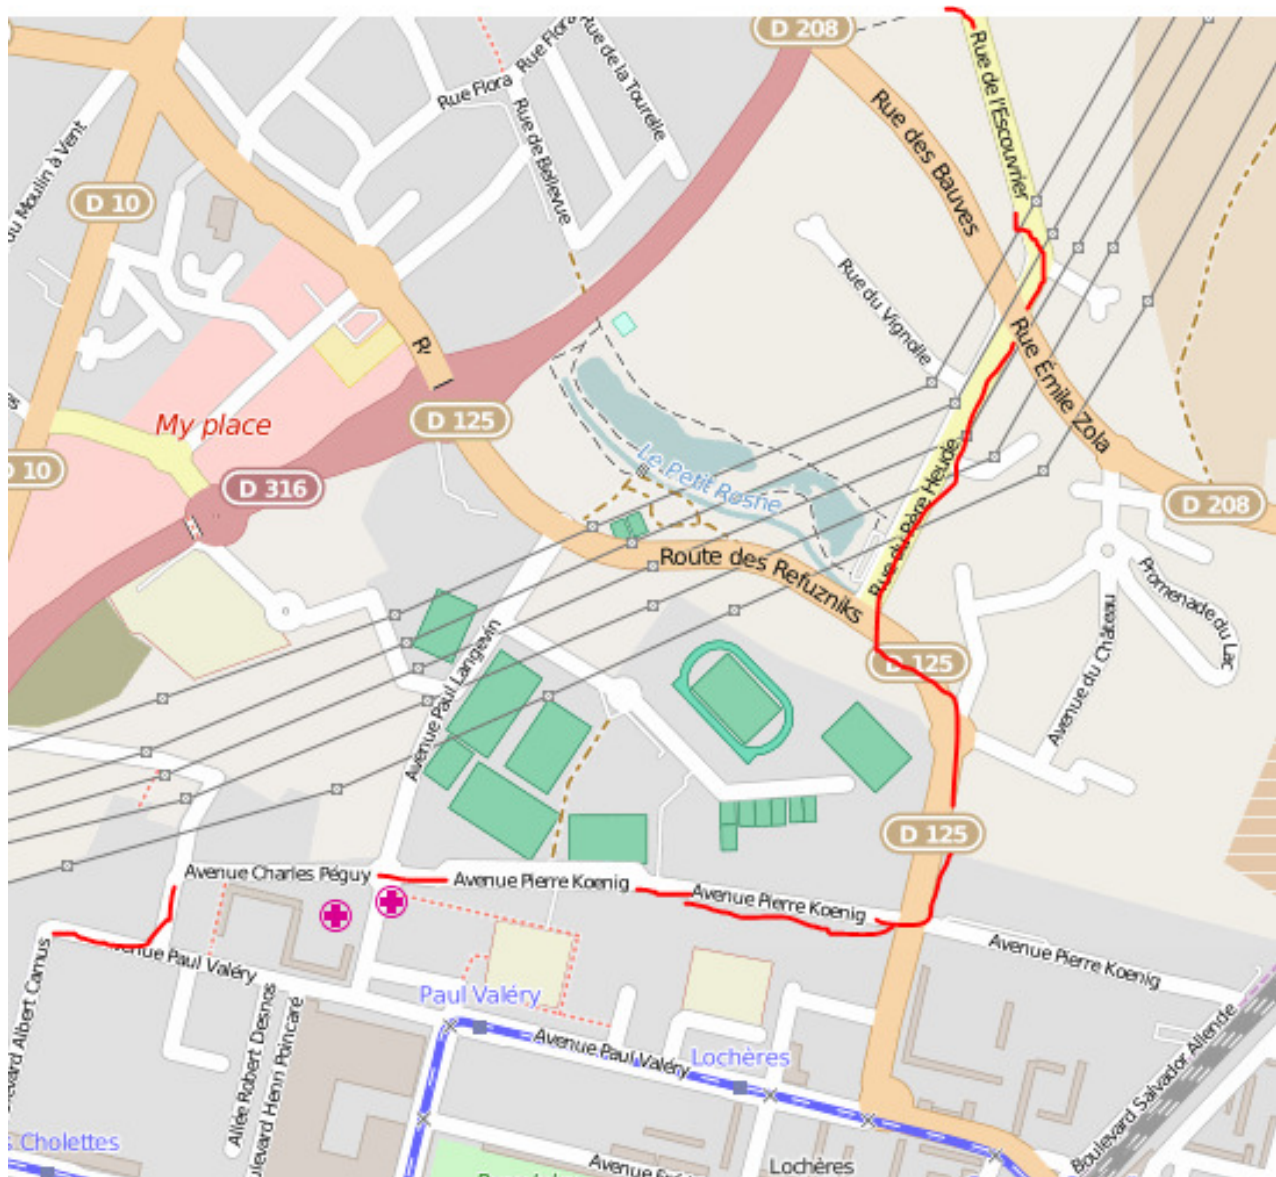 D 208
Rue Flora
Rue Flora
Rue de la Tourelle
Rue de l'Escouvrier
Rue des Bauves
Rue de Bellevue
du Moulin à Vent
D 10
Rue du Vignolle
Rue Émile Zola
D 125
My place
D 10
D 316
Le Petit Rosne
Rue du Père Heude
D 208
Route des Refuzniks
Promenade du Lac
Avenue du Château
D 125
Avenue Paul Langevin
D 125
Avenue Charles Péguy
Avenue Pierre Koenig
Avenue Pierre Koenig
Avenue Pierre Koenig
Avenue Paul Valéry
Boulevard Albert Camus
Allée Robert Desnos
Boulevard Henri Poincaré
Paul Valéry
Avenue Paul Valéry
Lochères
Boulevard Salvador Allende
s Cholettes
Lochères